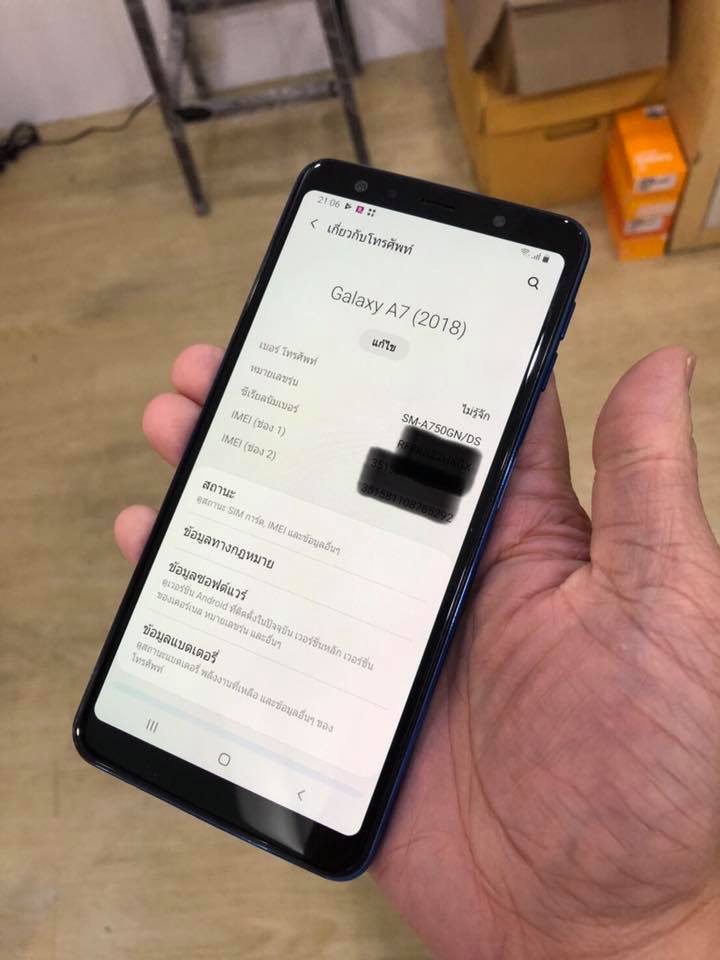 21:06
เกี่ยวกับโทรศัพท์
Galaxy A7 (2018)
แก้ไข
เบอร์ โทรศัพท์ ไม่รู้จัก
หมายเลขรุ่น SM-A750GN/DS
ซีเรียลนัมเบอร์
IMEI (ช่อง 1)
IMEI (ช่อง 2)
สถานะ
ดูสถานะ SIM การ์ด, IMEI และข้อมูลอื่นๆ
ข้อมูลทางกฎหมาย
ข้อมูลซอฟต์แวร์
ดูเวอร์ชั่น Android ที่ติดตั้งในปัจจุบัน เวอร์ชั่นหลัก เวอร์ชั่น
ของเคอร์เนล หมายเลขรุ่น และอื่นๆ
ข้อมูลแบตเตอรี่
ดูสถานะแบตเตอรี่ พลังงานที่เหลือ และข้อมูลอื่นๆ ของ
โทรศัพท์